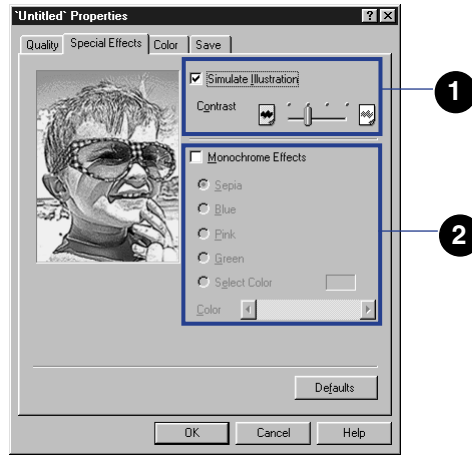 `Untitled` Properties
Quality Special Effects Color Save
Simulate Illustration
Contrast
1
Monochrome Effects
Sepia
Blue
Pink
Green
Select Color
Color
2
Defaults
OK Cancel Help